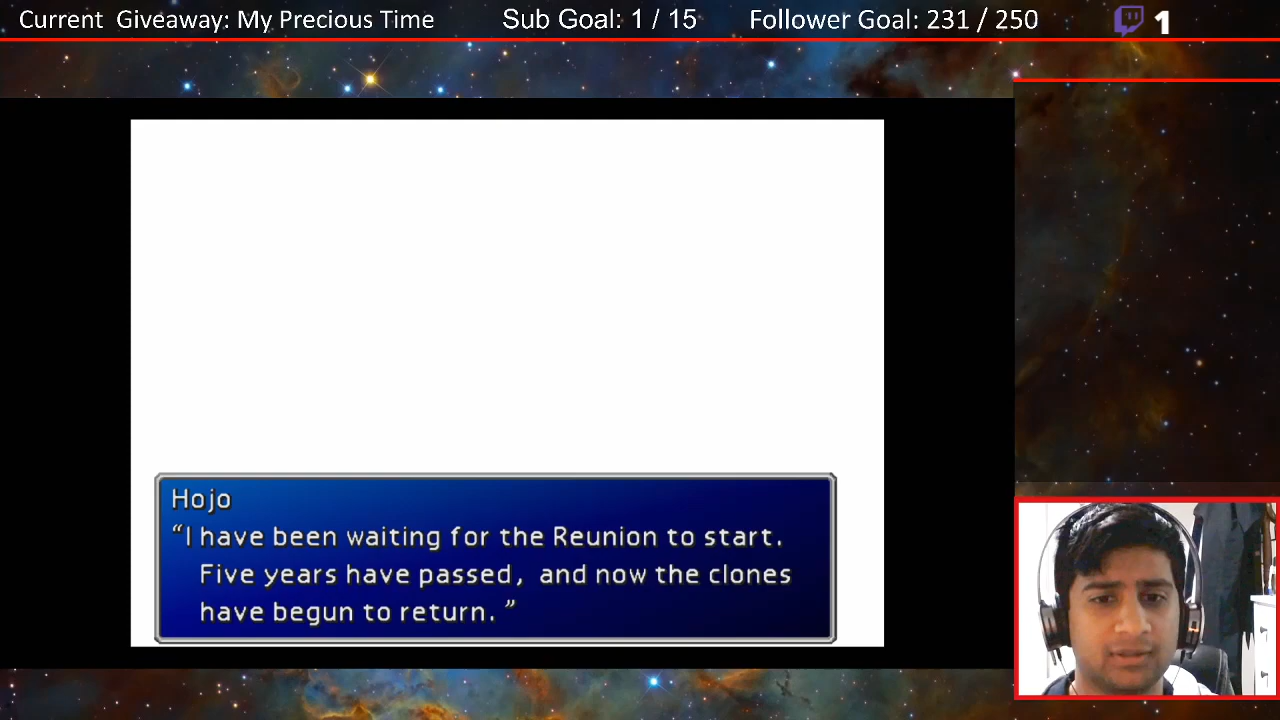 Current Giveaway: My Precious Time Sub Goal: 1 / 15 Follower Goal: 231 / 250 1
Hojo
“I have been waiting for the Reunion to start.
Five years have passed, and now the clones
have begun to return.”